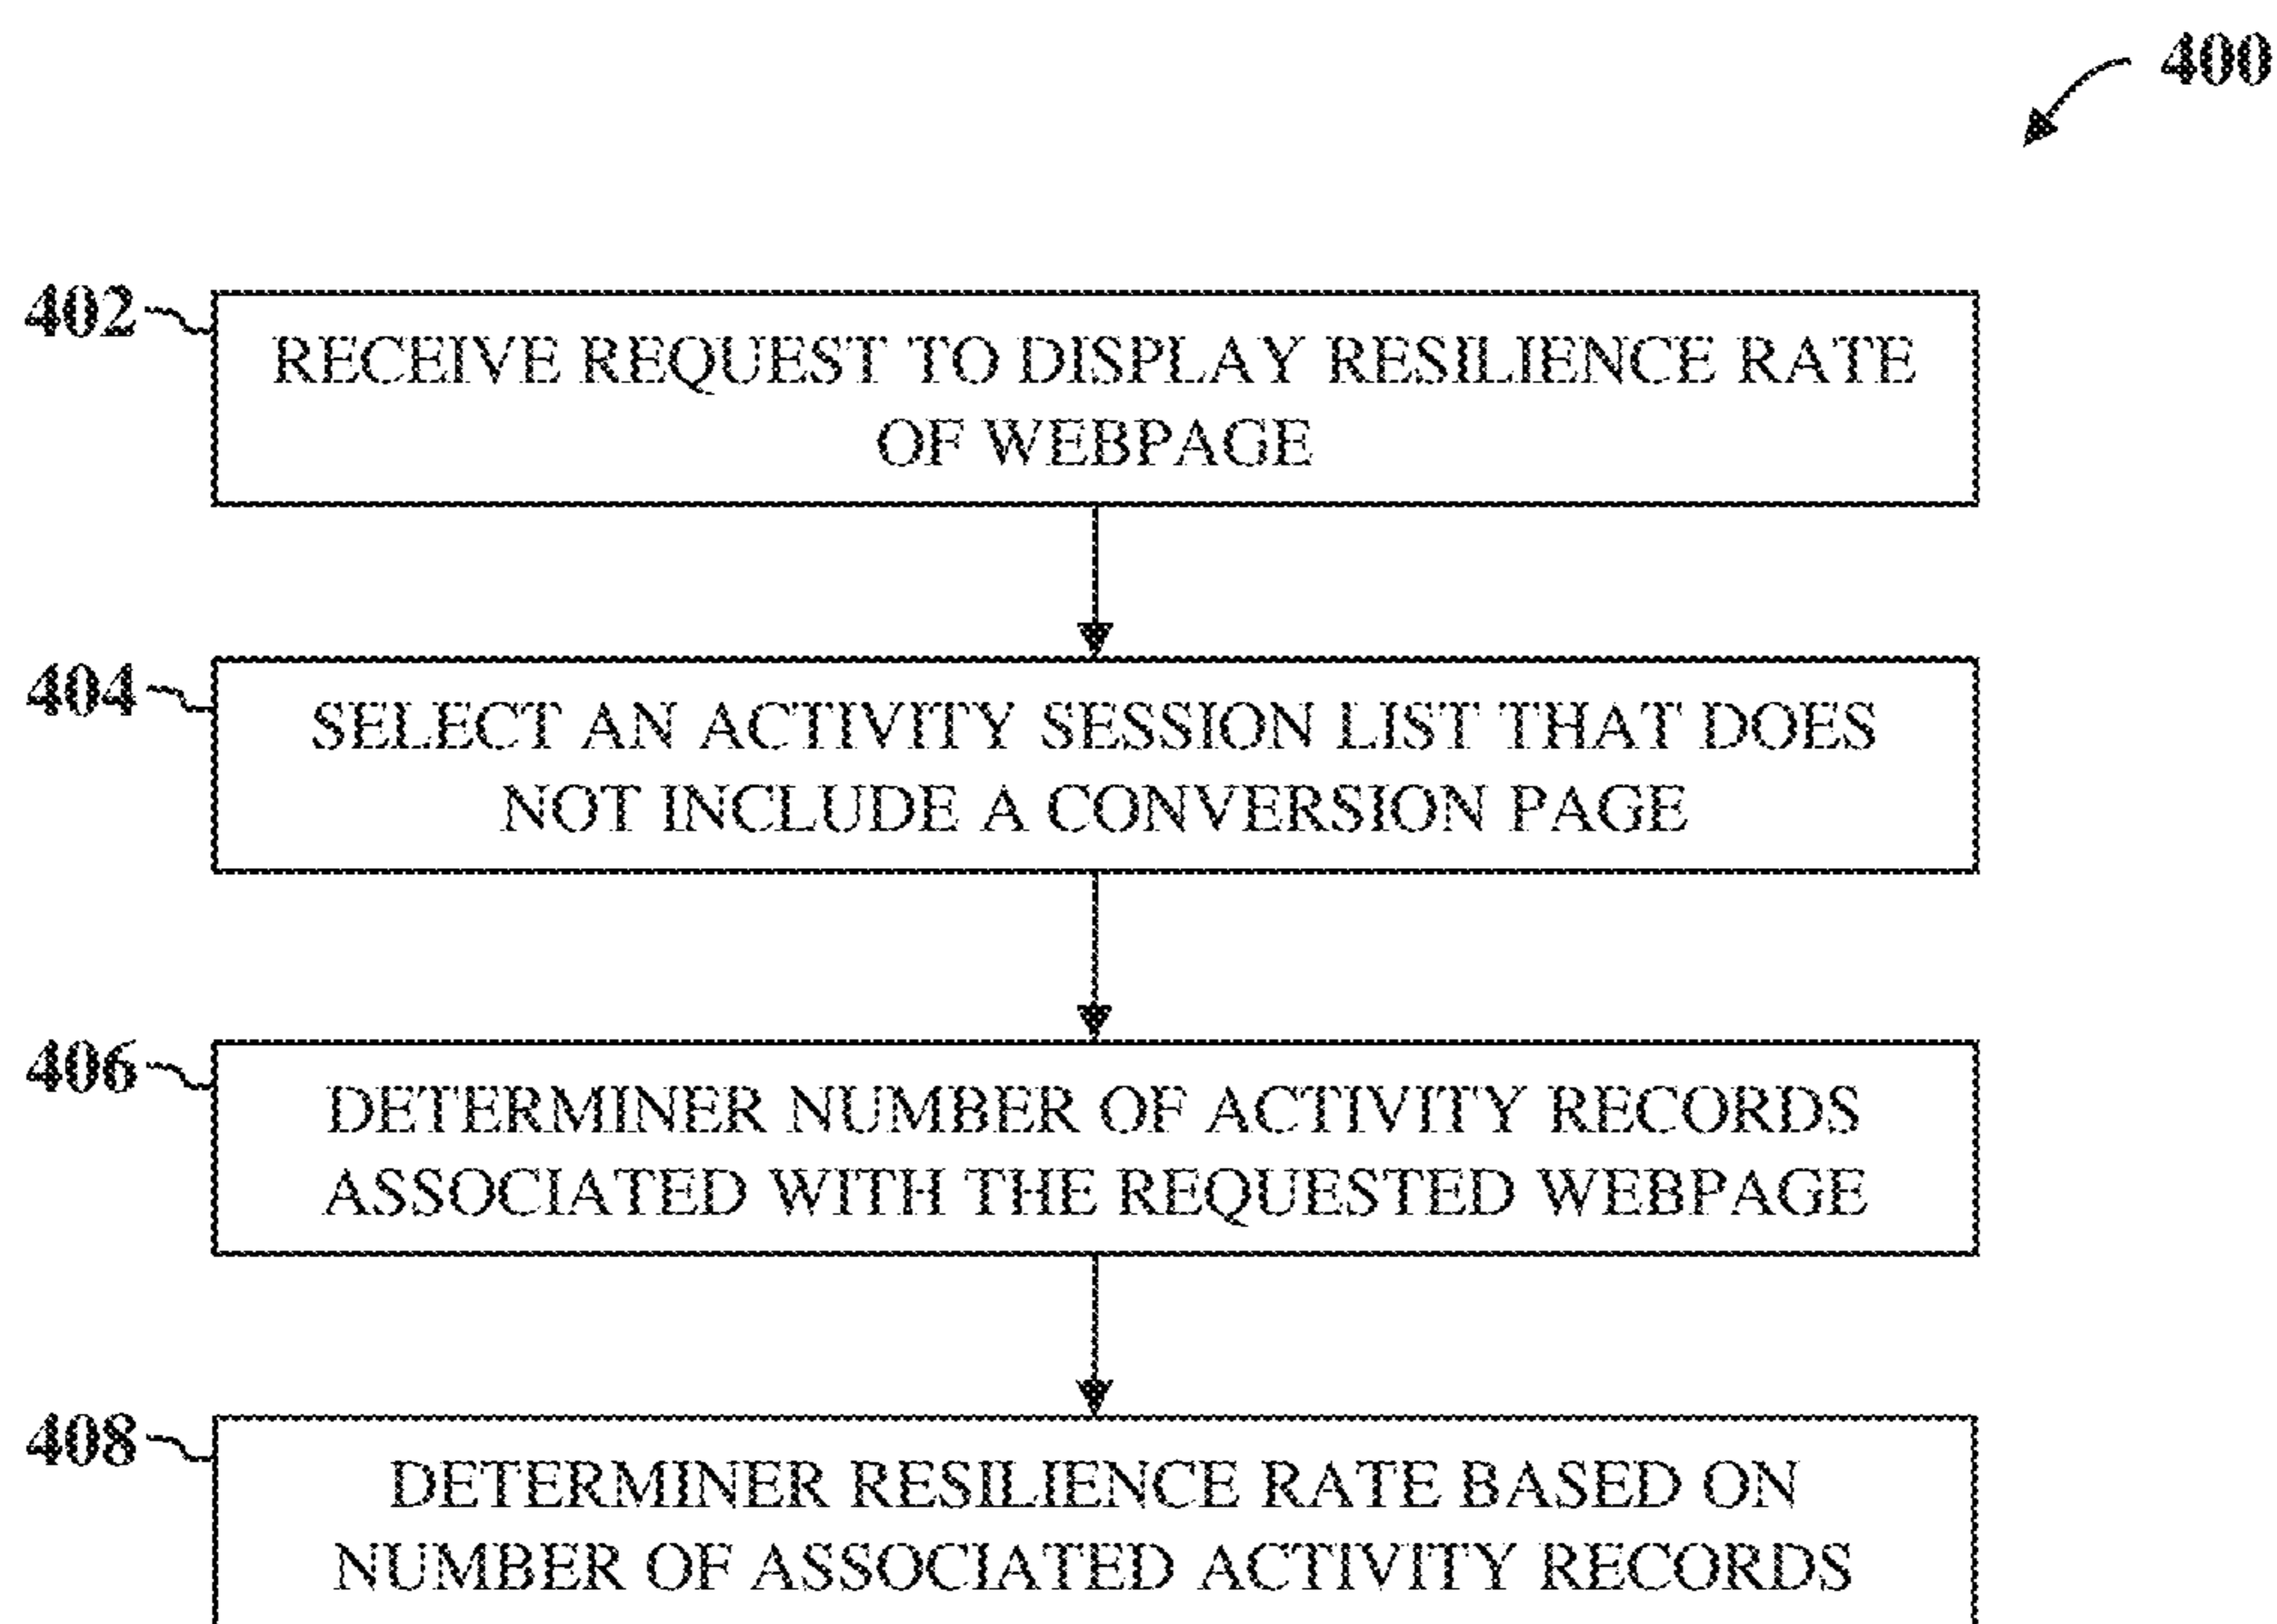 400
402
RECEIVE REQUEST TO DISPLAY RESILIENCE RATE
OF WEBPAGE
404
SELECT AN ACTIVITY SESSION LIST THAT DOES
NOT INCLUDE A CONVERSION PAGE
406
DETERMINER NUMBER OF ACTIVITY RECORDS
ASSOCIATED WITH THE REQUESTED WEBPAGE
408
DETERMINER RESILIENCE RATE BASED ON
NUMBER OF ASSOCIATED ACTIVITY RECORDS